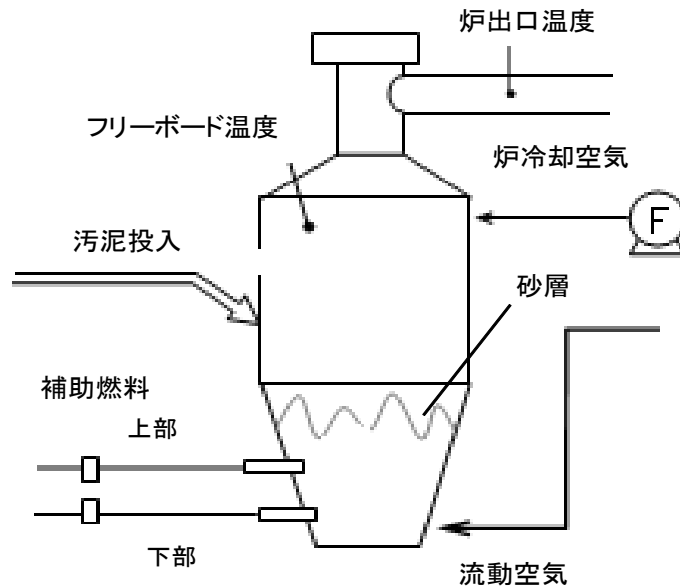 炉出口温度
フリーボード温度
炉冷却空気
F
汚泥投入
砂層
補助燃料
上部
下部
流動空気